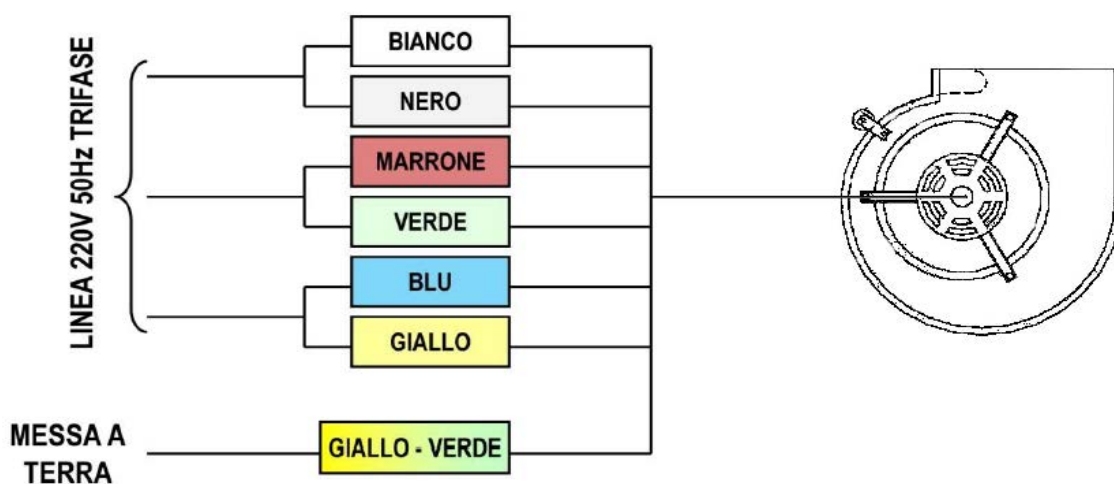 LINEA 220V 50Hz TRIFASE
BIANCO
NERO
MARRONE
VERDE
BLU
GIALLO
MESSA A
TERRA
GIALLO - VERDE